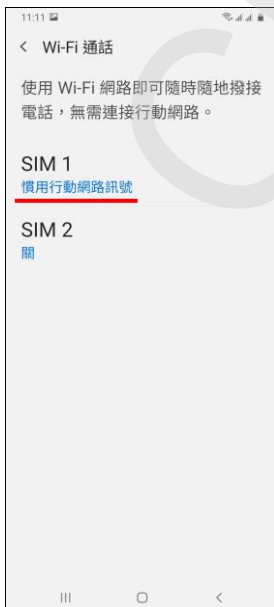 11:11
Wi-Fi 通話
使用 Wi-Fi 網路即可隨時隨地撥接
電話，無需連接行動網路。
SIM 1
慣用行動網路訊號
SIM 2
關